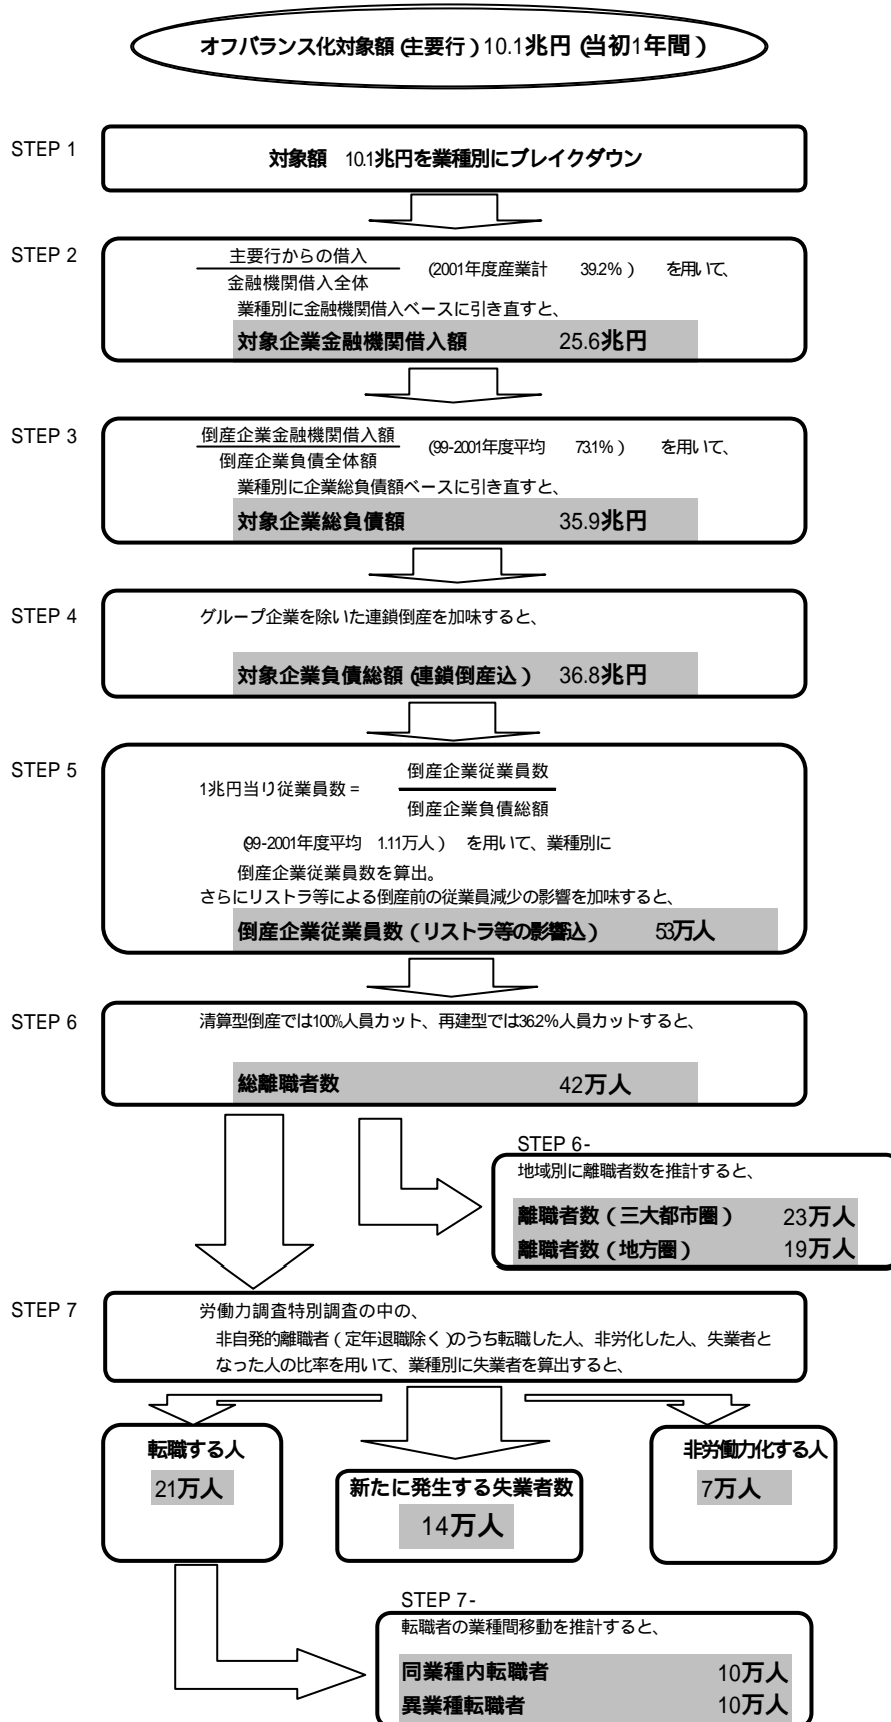 オフバランス化対象額（主要行）10.1兆円（当初1年間）
STEP 1
対象額　10.1兆円を業種別にブレイクダウン
STEP 2
主要行からの借入
金融機関借入全体
（2001年度産業計　39.2%）　を用いて、
業種別に金融機関借入ベースに引き直すと、
対象企業金融機関借入額　25.6兆円
STEP 3
倒産企業金融機関借入額
倒産企業負債全体額
（99-2001年度平均　73.1%）　を用いて、
業種別に企業総負債額ベースに引き直すと、
対象企業総負債額　35.9兆円
STEP 4
グループ企業を除いた連鎖倒産を加味すると、
対象企業負債総額（連鎖倒産込）　36.8兆円
STEP 5
1兆円当り従業員数 =
倒産企業従業員数
倒産企業負債総額
（99-2001年度平均　1.11万人）　を用いて、業種別に
倒産企業従業員数を算出。
さらにリストラ等による倒産前の従業員減少の影響を加味すると、
倒産企業従業員数（リストラ等の影響込）　53万人
STEP 6
清算型倒産では100%人員カット、再建型では36.2%人員カットすると、
総離職者数　42万人
STEP 6-
地域別に離職者数を推計すると、
離職者数（三大都市圏）　23万人
離職者数（地方圏）　19万人
STEP 7
労働力調査特別調査の中の、
非自発的離職者（定年退職除く）のうち転職した人、非労化した人、失業者と
なった人の比率を用いて、業種別に失業者を算出すると、
転職する人
21万人
新たに発生する失業者数
14万人
非労働力化する人
7万人
STEP 7-
転職者の業種間移動を推計すると、
同業種内転職者　10万人
異業種転職者　10万人